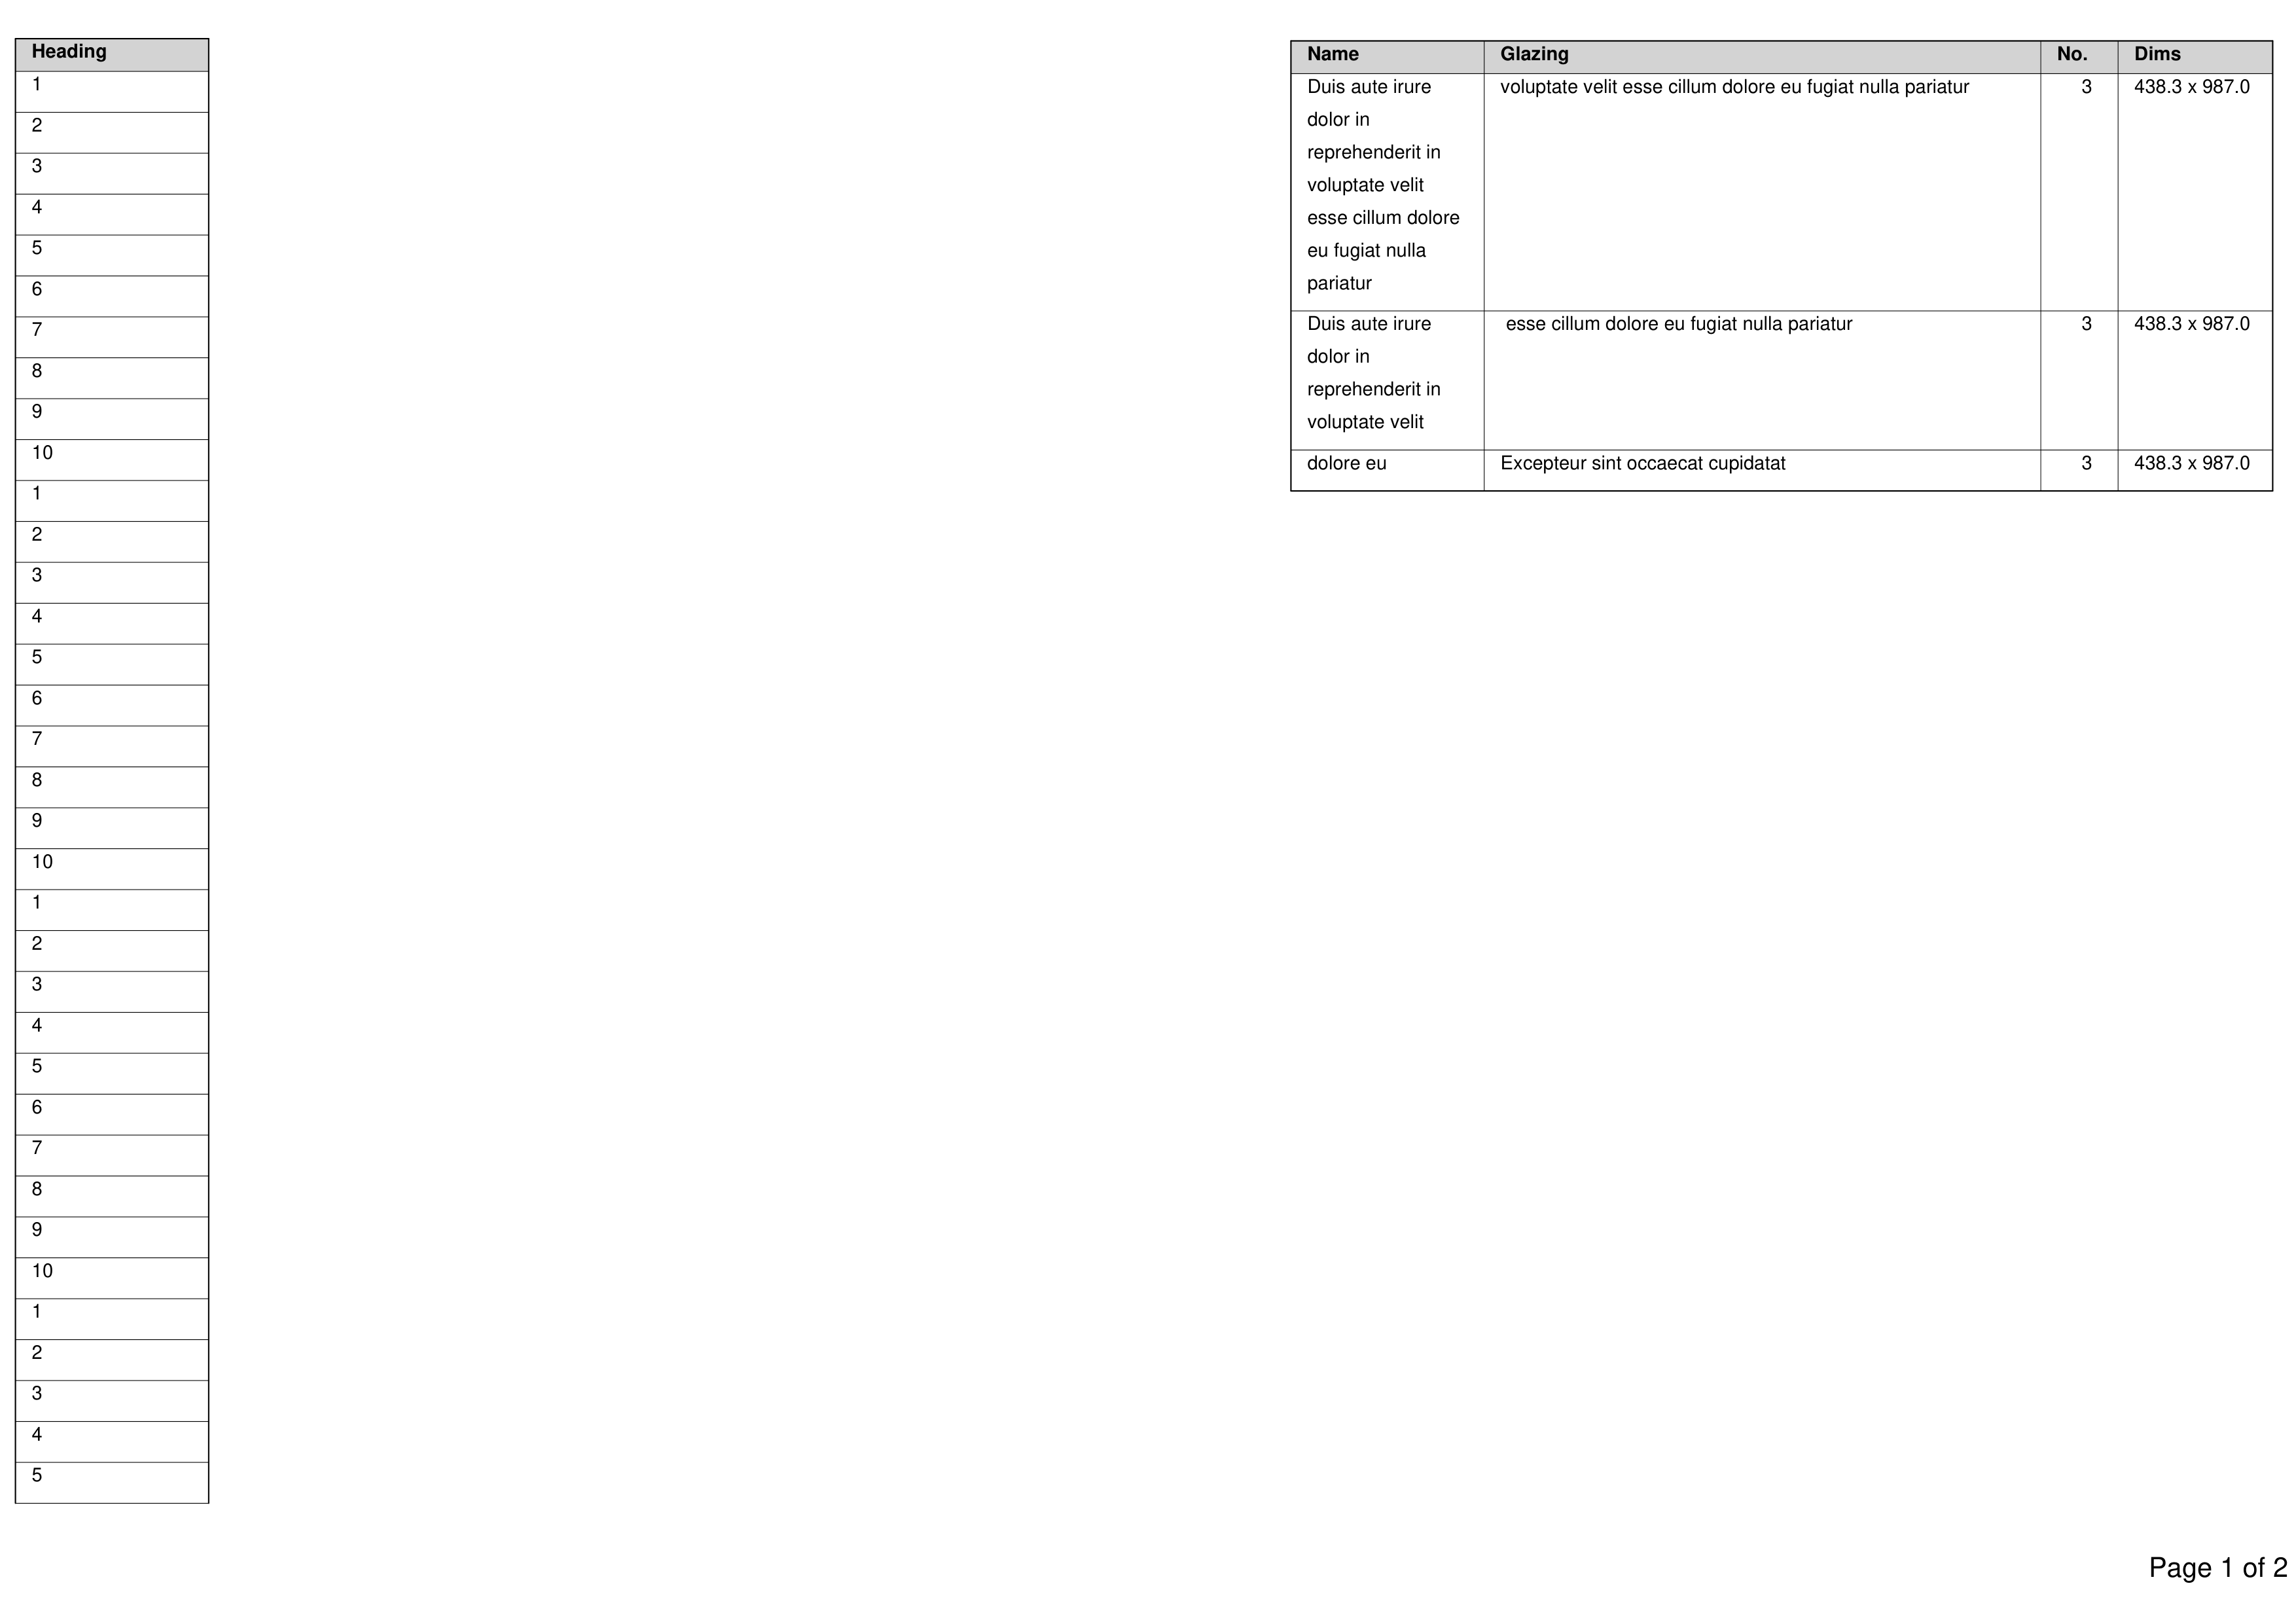 Heading
1
2
3
4
5
6
7
8
9
10
1
2
3
4
5
6
7
8
9
10
1
2
3
4
5
6
7
8
9
10
1
2
3
4
5
Name Glazing No. Dims
Duis aute irure voluptate velit esse cillum dolore eu fugiat nulla pariatur 3 438.3 x 987.0
dolor in
reprehenderit in
voluptate velit
esse cillum dolore
eu fugiat nulla
pariatur
Duis aute irure esse cillum dolore eu fugiat nulla pariatur 3 438.3 x 987.0
dolor in
reprehenderit in
voluptate velit
dolore eu Excepteur sint occaecat cupidatat 3 438.3 x 987.0
Page 1 of 2